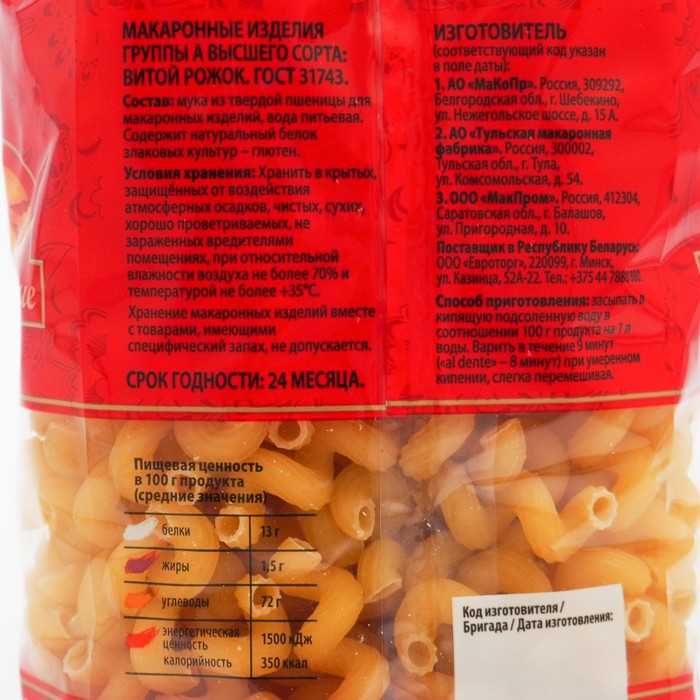 МАКАРОННЫЕ ИЗДЕЛИЯ
ГРУППЫ А ВЫСШЕГО СОРТА:
ВИТОЙ РОЖОК. ГОСТ 31743.
Состав: мука из твердой пшеницы для
макаронных изделий, вода питьевая.
Содержит натуральный белок
злаковых культур – глютен.
Условия хранения: Хранить в крытых,
защищённых от воздействия
атмосферных осадков, чистых, сухих,
хорошо проветриваемых, не
зараженных вредителями
помещениях, при относительной
влажности воздуха не более 70% и
температурой не более +35°С.
Хранение макаронных изделий вместе
с товарами, имеющими
специфический запах, не допускается.
СРОК ГОДНОСТИ: 24 МЕСЯЦА.
ИЗГОТОВИТЕЛЬ
(соответствующий код указан
в поле даты):
1. АО «МаКоПр». Россия, 309292,
Белгородская обл., г. Шебекино,
ул. Нежегольское шоссе, д. 15 А.
2. АО «Тульская макаронная
фабрика». Россия, 300002,
Тульская обл., г. Тула,
ул. Комсомольская, д. 54.
3. ООО «МакПром». Россия, 412304,
Саратовская обл., г. Балашов,
ул. Пригородная, д. 10.
Поставщик в Республику Беларусь:
ООО «Евроторг», 220099, г. Минск,
ул. Казинца, 52А-22. Тел.: +375 44
Способ приготовления: засыпать в
кипящую подсоленную воду в
соотношении 100 г продукта на 1 л
воды. Варить в течение 9 минут
(«al dente» – 8 минут) при умеренном
кипении, слегка перемешивая.
Пищевая ценность
в 100 г продукта
(средние значения)
белки 13 г
жиры 1,5 г
углеводы 72 г
энергетическая
ценность 1500 кДж
калорийность 350 ккал
Код изготовителя /
Бригада / Дата изготовления: